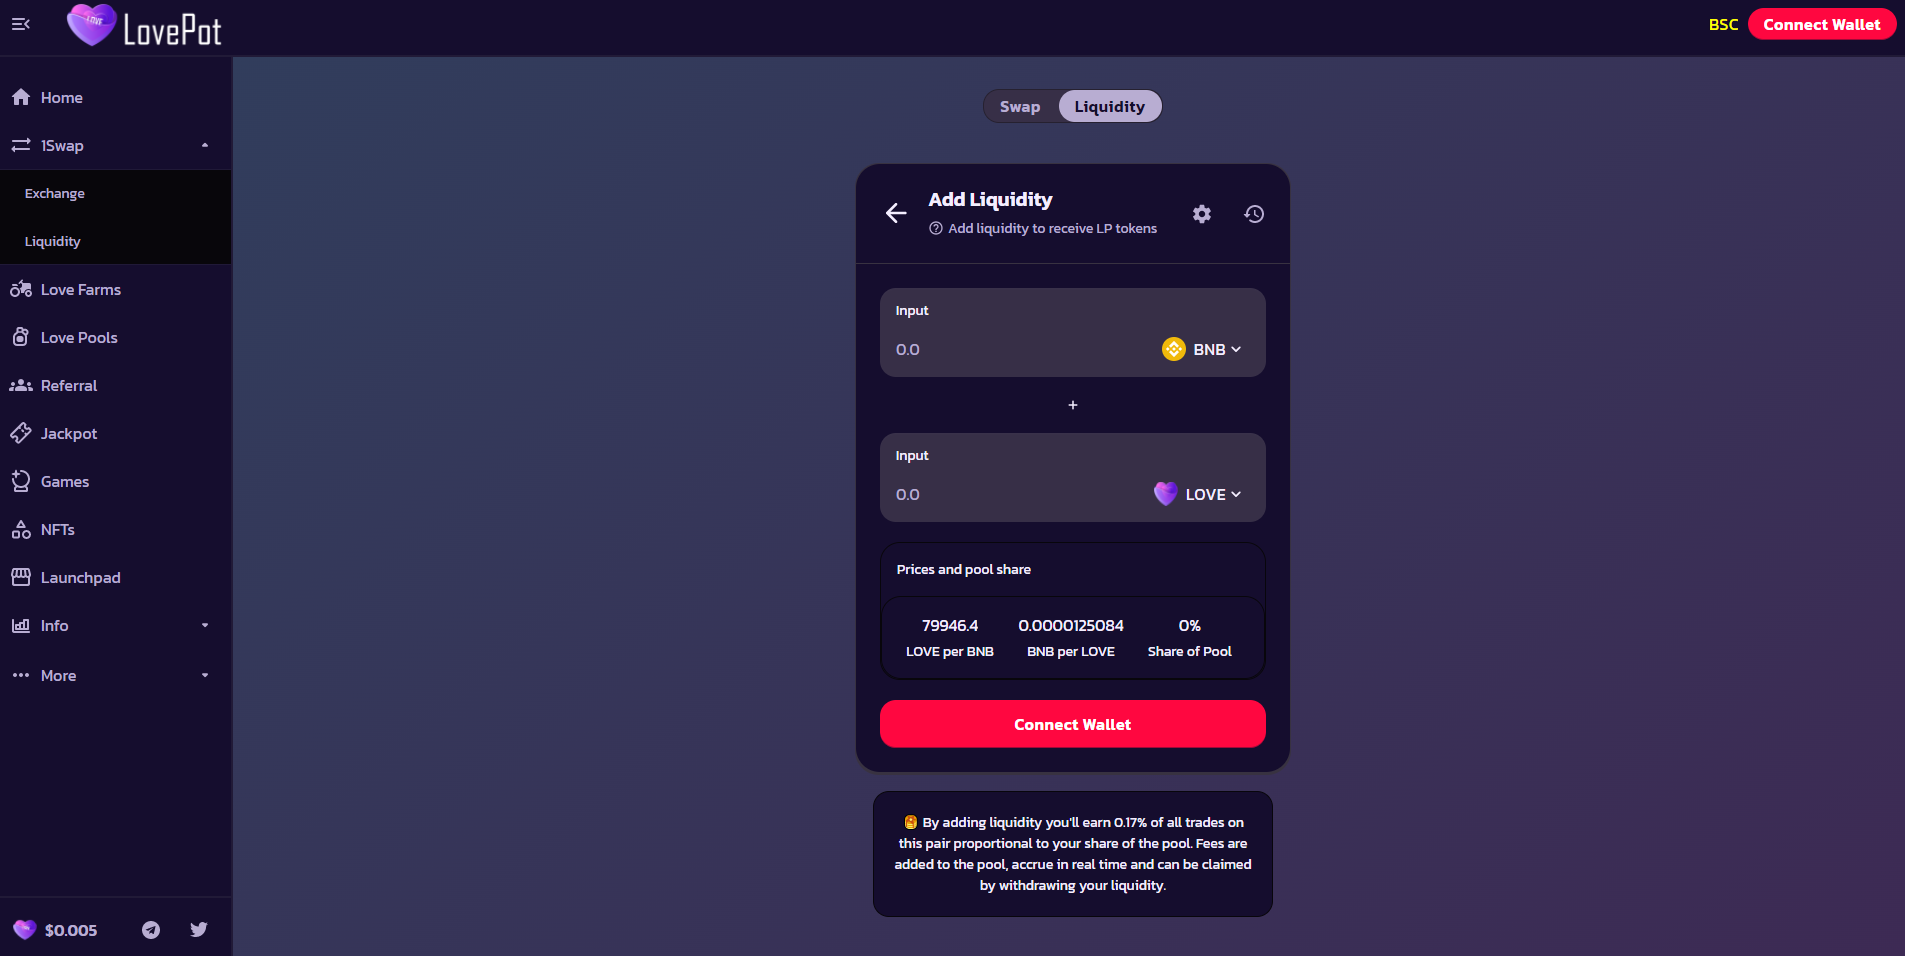 LOVE
LovePot
BSC
Connect Wallet
Home
1Swap
Exchange
Liquidity
Love Farms
Love Pools
Referral
Jackpot
Games
NFTs
Launchpad
Info
More
$0.005
Swap
Liquidity
Add Liquidity
Add liquidity to receive LP tokens
Input
0.0
BNB
+
Input
0.0
LOVE
Prices and pool share
79946.4
LOVE per BNB
0.0000125084
BNB per LOVE
0%
Share of Pool
Connect Wallet
By adding liquidity you'll earn 0.17% of all trades on
this pair proportional to your share of the pool. Fees are
added to the pool, accrue in real time and can be claimed
by withdrawing your liquidity.